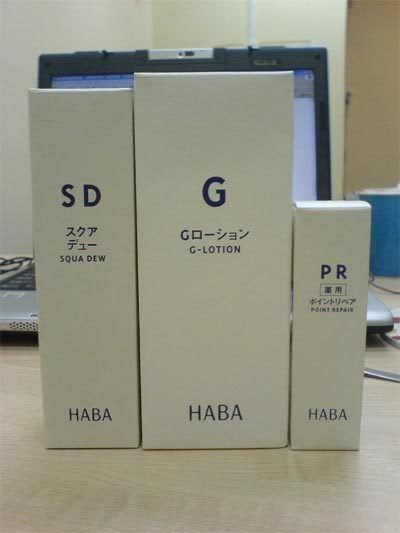 SD
スクア
デュー
SQUA DEW
HABA
G
Gローション
G-LOTION
HABA
PR
薬用
ポイントリペア
POINT REPAIR
HABA